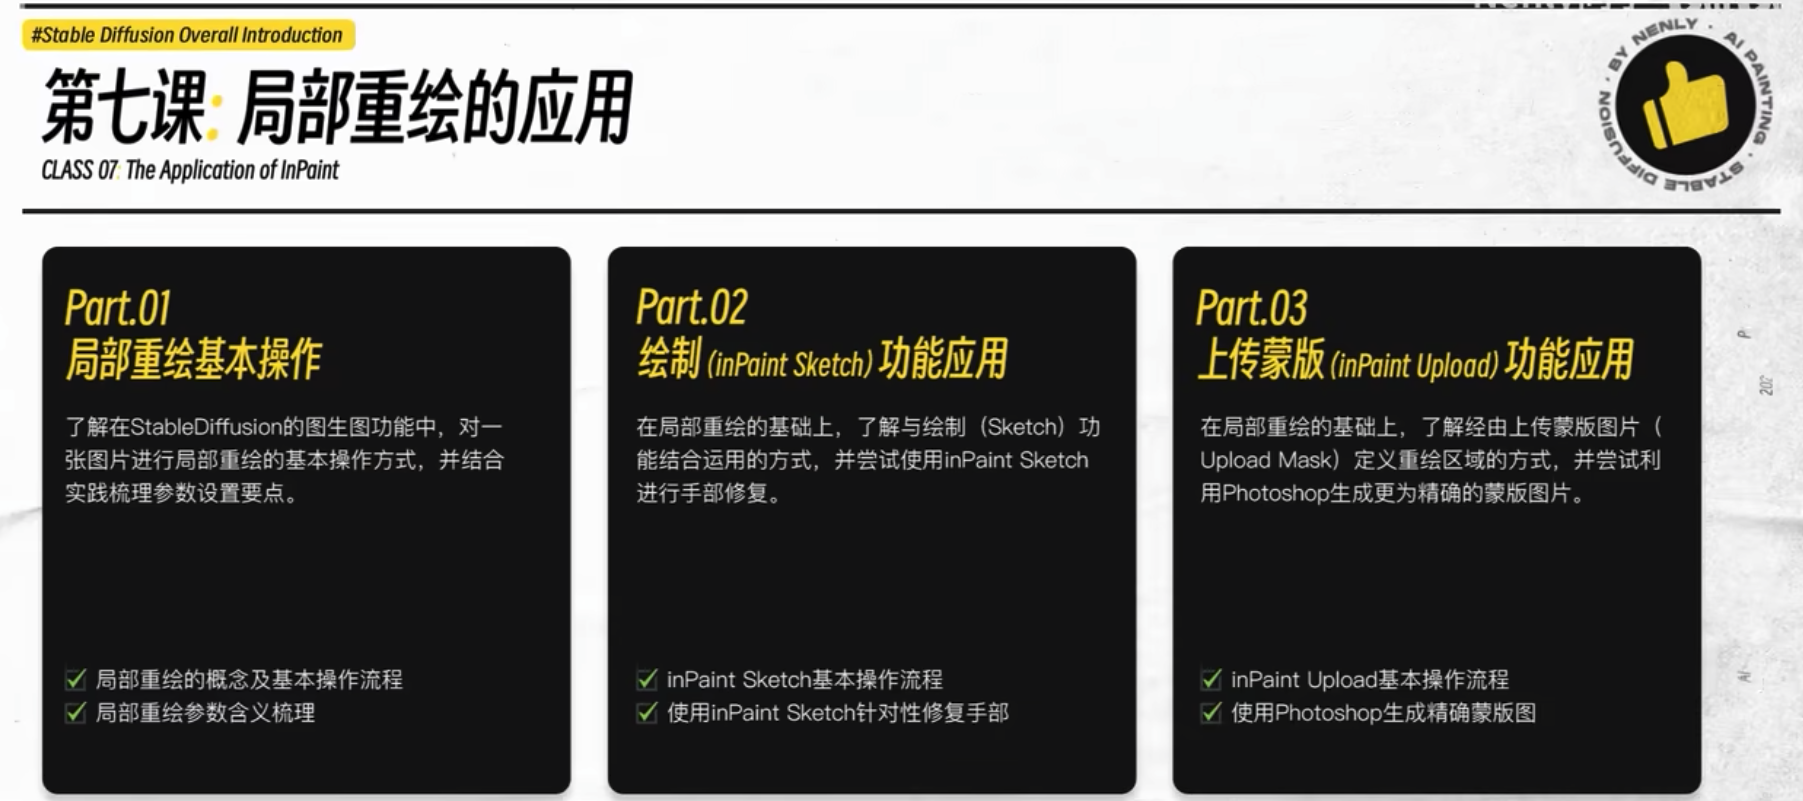 #Stable Diffusion Overall Introduction
第七课: 局部重绘的应用
CLASS 07: The Application of InPaint
BY NENLY · AI PAINTING · STABLE DIFFUSION ·
Part.01
局部重绘基本操作
了解在StableDiffusion的图生图功能中，对一
张图片进行局部重绘的基本操作方式，并结合
实践梳理参数设置要点。
局部重绘的概念及基本操作流程
局部重绘参数含义梳理
Part.02
绘制 (inPaint Sketch) 功能应用
在局部重绘的基础上，了解与绘制（Sketch）功
能结合运用的方式，并尝试使用inPaint Sketch
进行手部修复。
inPaint Sketch基本操作流程
使用inPaint Sketch针对性修复手部
Part.03
上传蒙版 (inPaint Upload) 功能应用
在局部重绘的基础上，了解经由上传蒙版图片（
Upload Mask）定义重绘区域的方式，并尝试利
用Photoshop生成更为精确的蒙版图片。
inPaint Upload基本操作流程
使用Photoshop生成精确蒙版图
P
202
AI